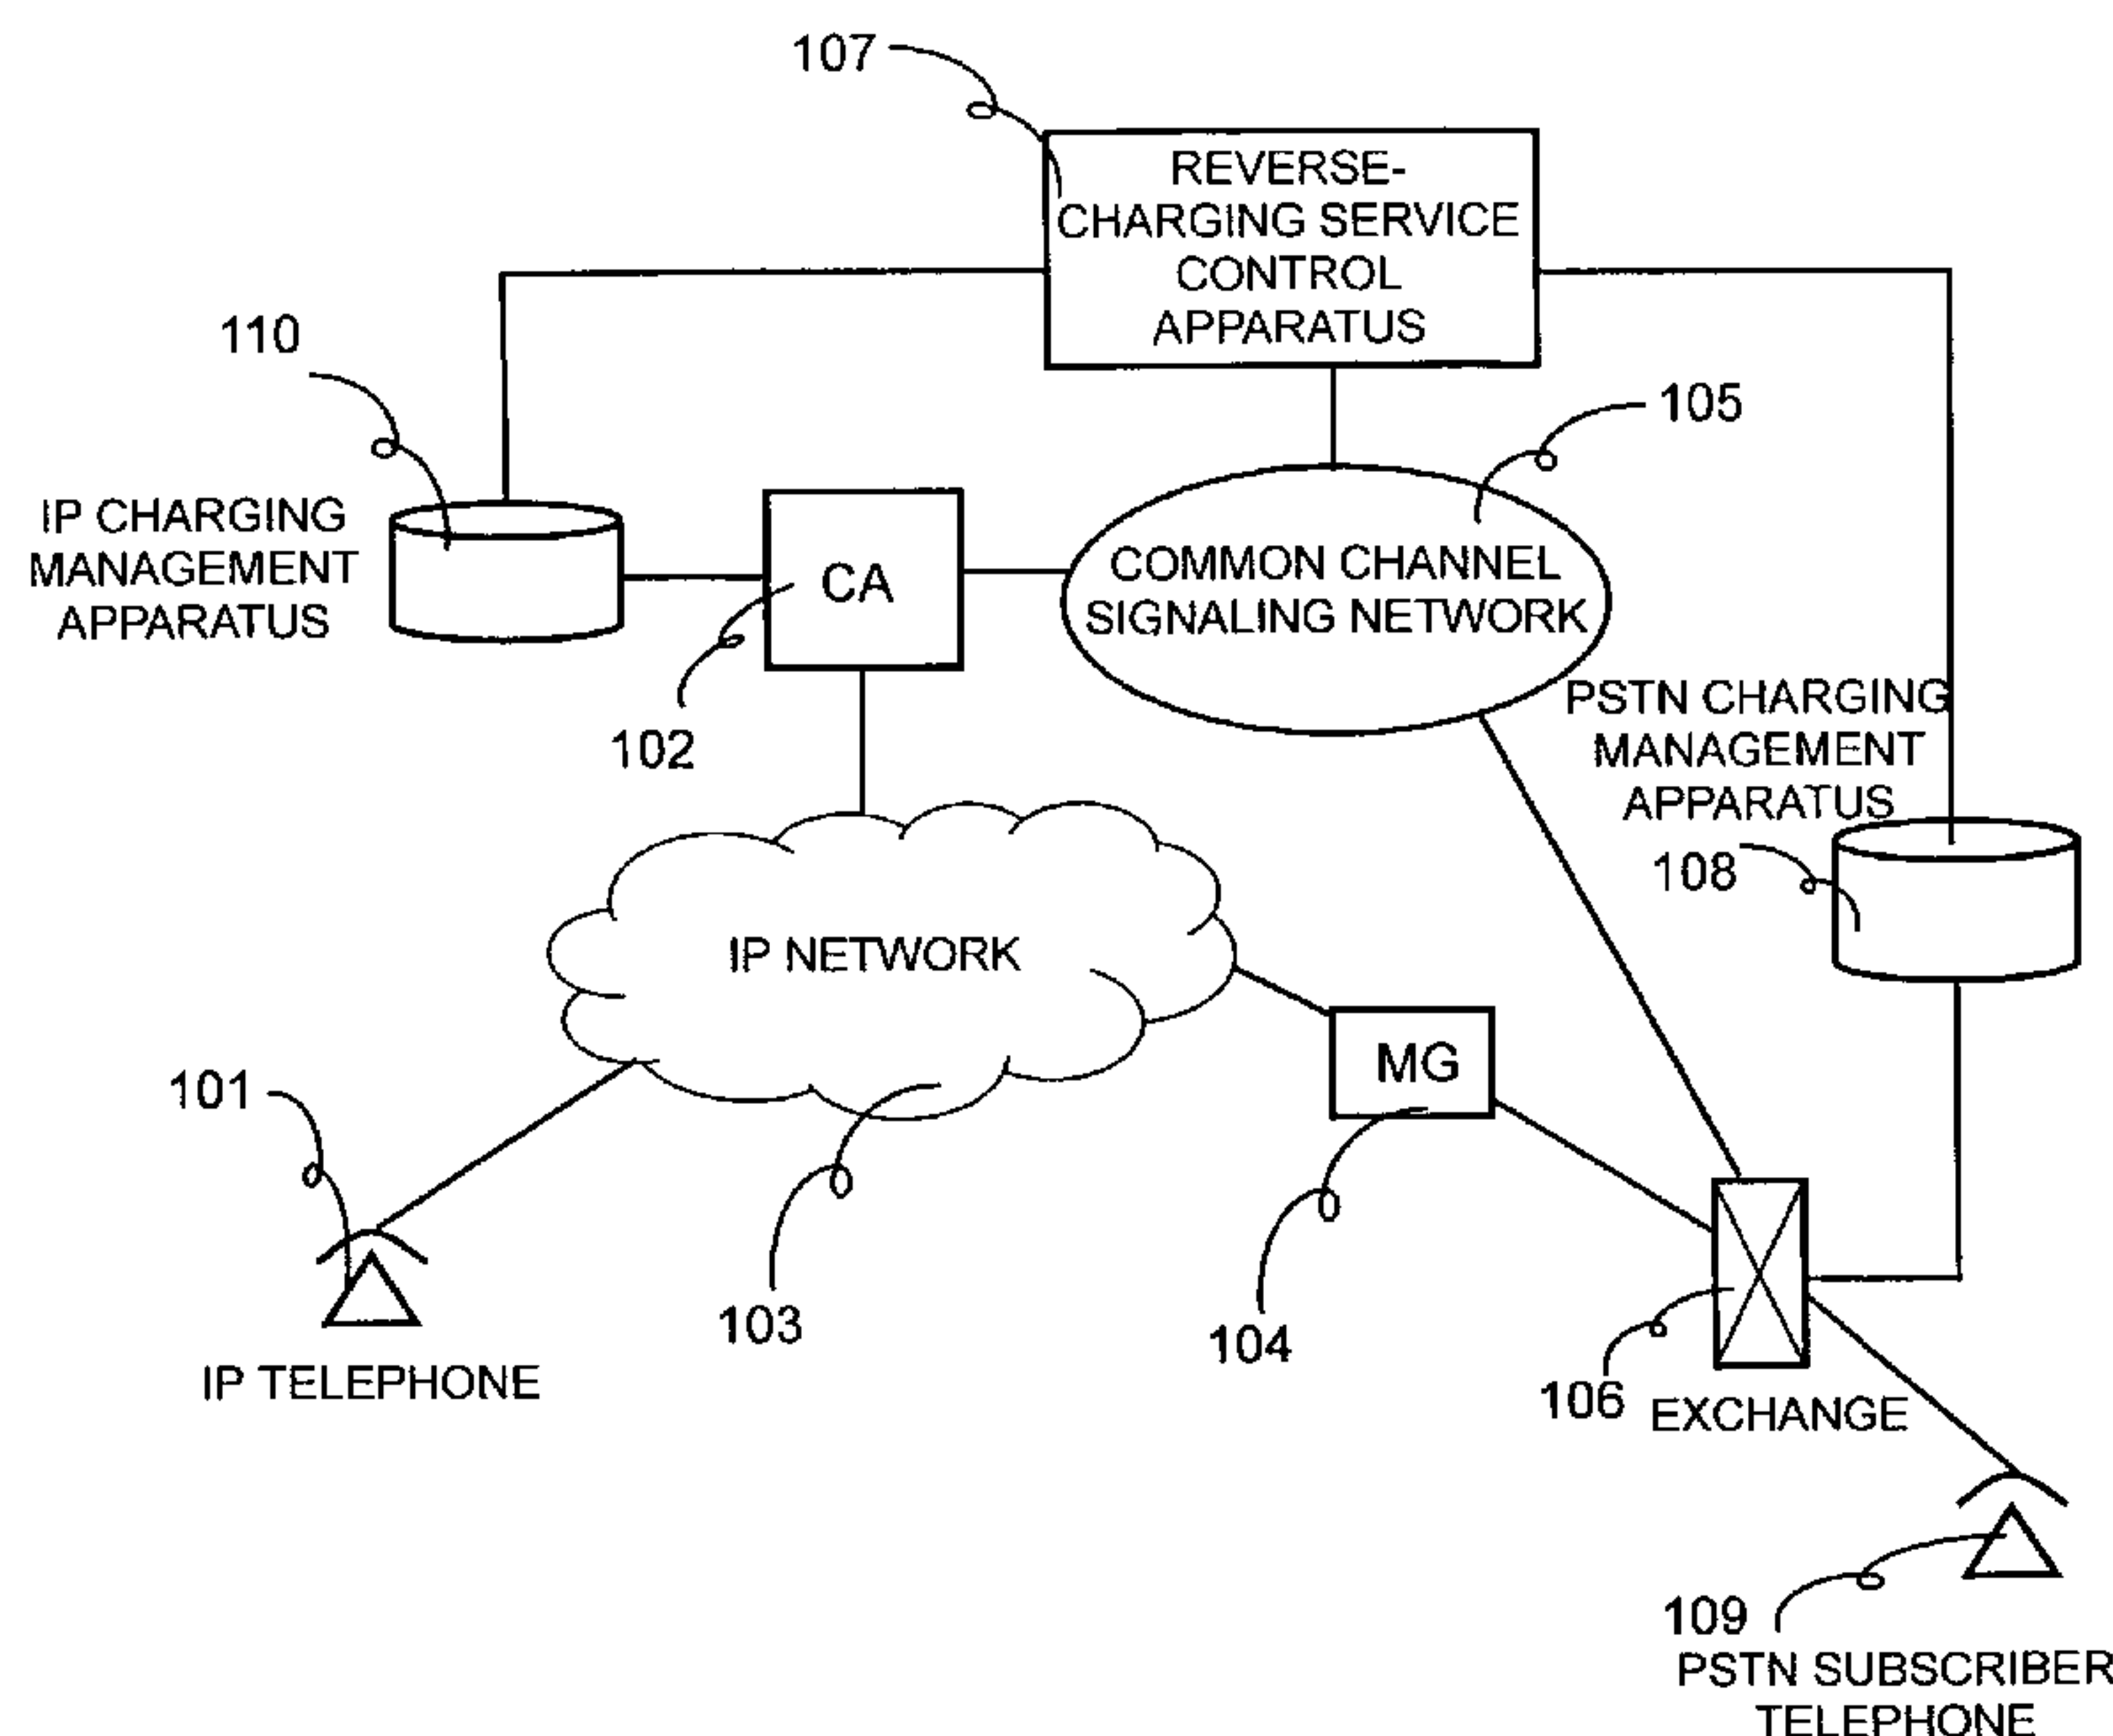 107
REVERSE-
CHARGING SERVICE
CONTROL
APPARATUS
110
105
IP CHARGING
MANAGEMENT
APPARATUS
CA
COMMON CHANNEL
SIGNALING NETWORK
102
PSTN CHARGING
MANAGEMENT
APPARATUS
108
IP NETWORK
MG
101
103
104
IP TELEPHONE
106
EXCHANGE
109
PSTN SUBSCRIBER
TELEPHONE